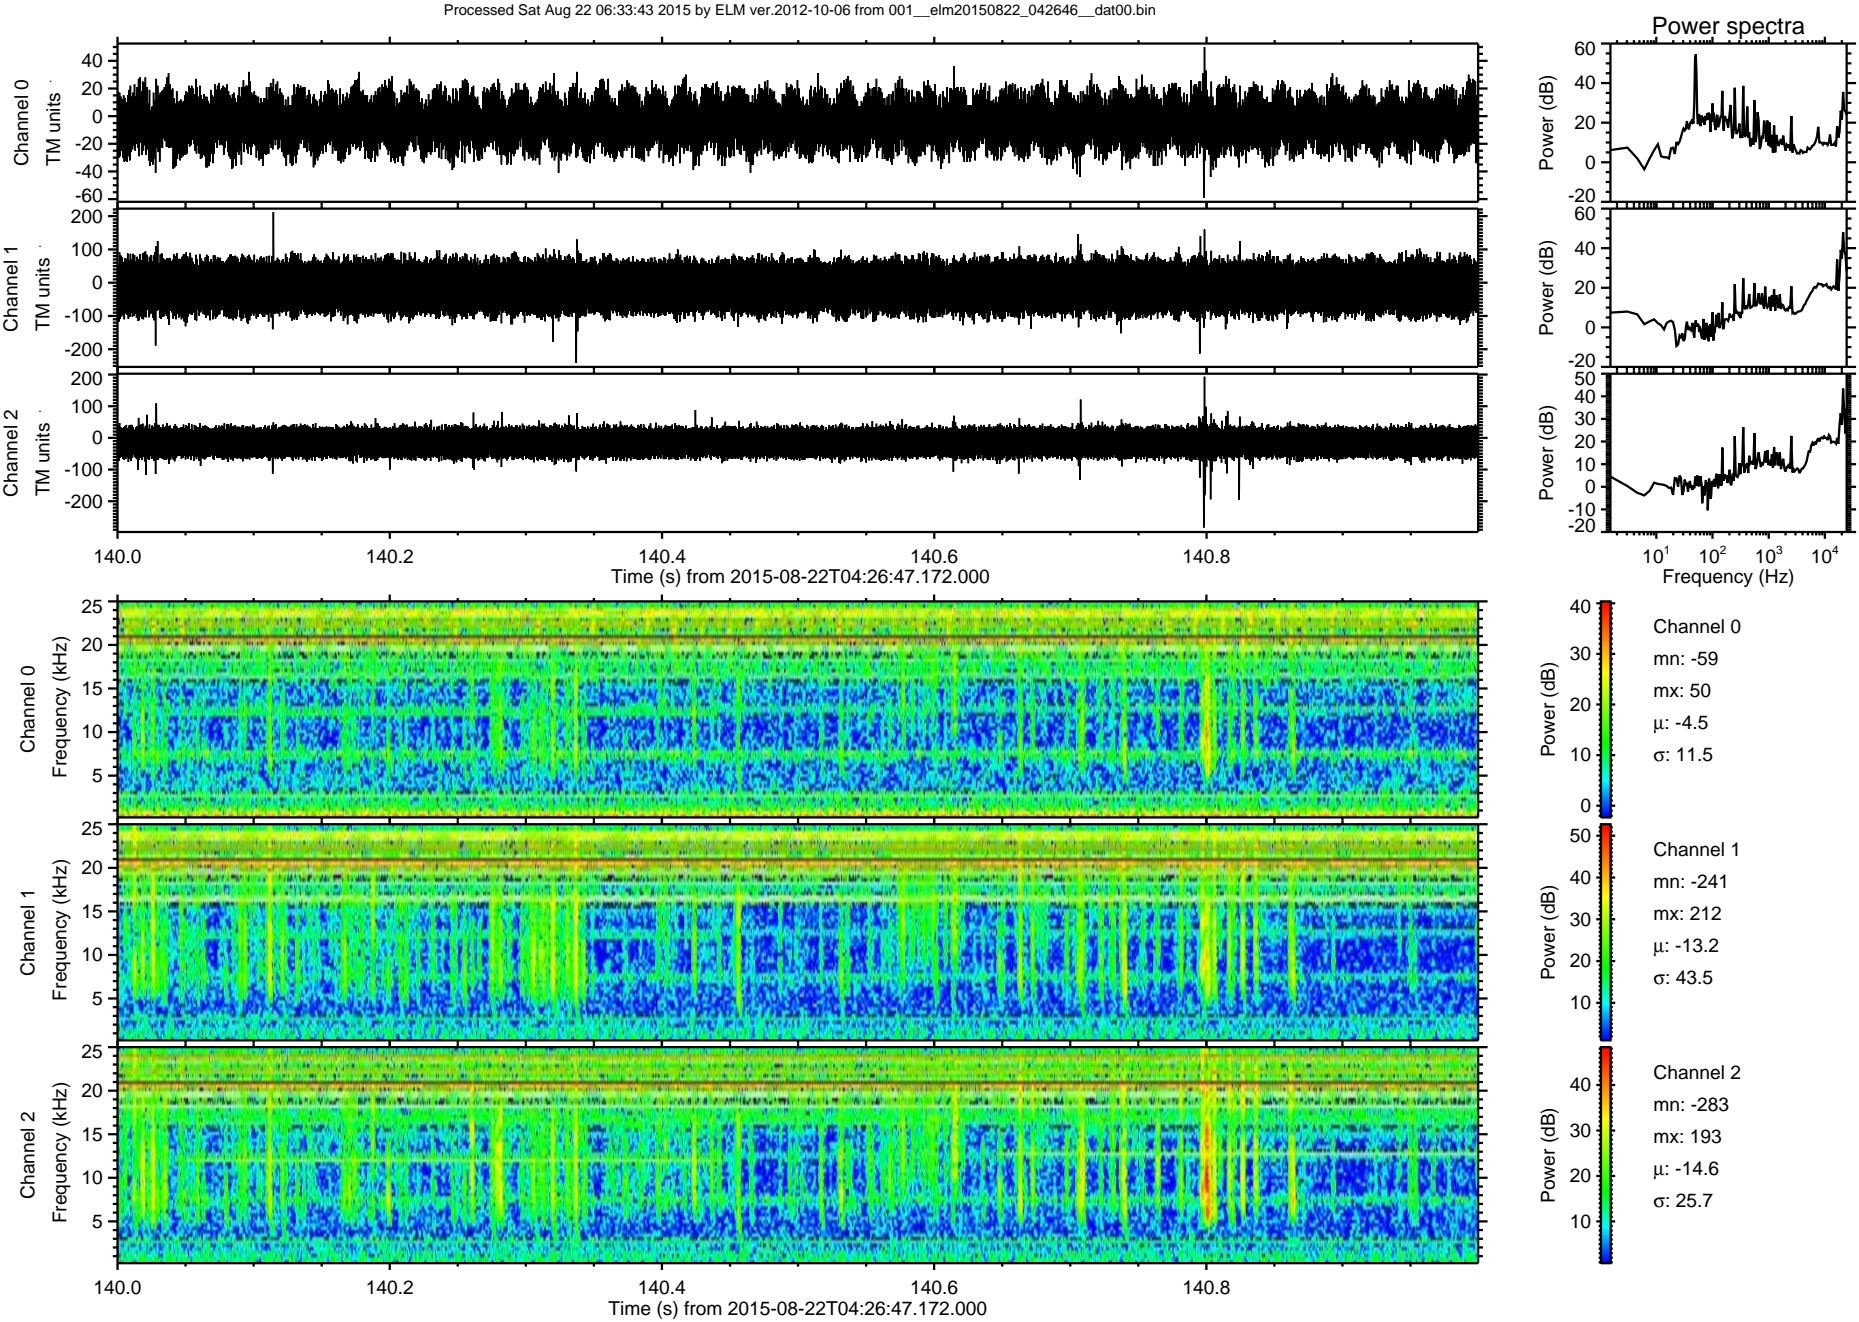 Processed Sat Aug 22 06:33:43 2015 by ELM ver.2012-10-06 from 001__elm20150822_042646__dat00.bin
Power spectra
Channel 0
TM units
40
20
0
-20
-40
-60
Power (dB)
60
40
20
0
-20
Channel 1
TM units
200
100
0
-100
-200
Power (dB)
60
40
20
0
-20
Channel 2
TM units
200
100
0
-100
-200
Power (dB)
50
40
30
20
10
0
-10
-20
140.0 140.2 140.4 140.6 140.8
Time (s) from 2015-08-22T04:26:47.172.000
10^1 10^2 10^3 10^4
Frequency (Hz)
Channel 0
Frequency (kHz)
25
20
15
10
5
Power (dB)
40
30
20
10
0
Channel 0
mn: -59
mx: 50
μ: -4.5
σ: 11.5
Channel 1
Frequency (kHz)
25
20
15
10
5
Power (dB)
50
40
30
20
10
Channel 1
mn: -241
mx: 212
μ: -13.2
σ: 43.5
Channel 2
Frequency (kHz)
25
20
15
10
5
Power (dB)
40
30
20
10
Channel 2
mn: -283
mx: 193
μ: -14.6
σ: 25.7
140.0 140.2 140.4 140.6 140.8
Time (s) from 2015-08-22T04:26:47.172.000